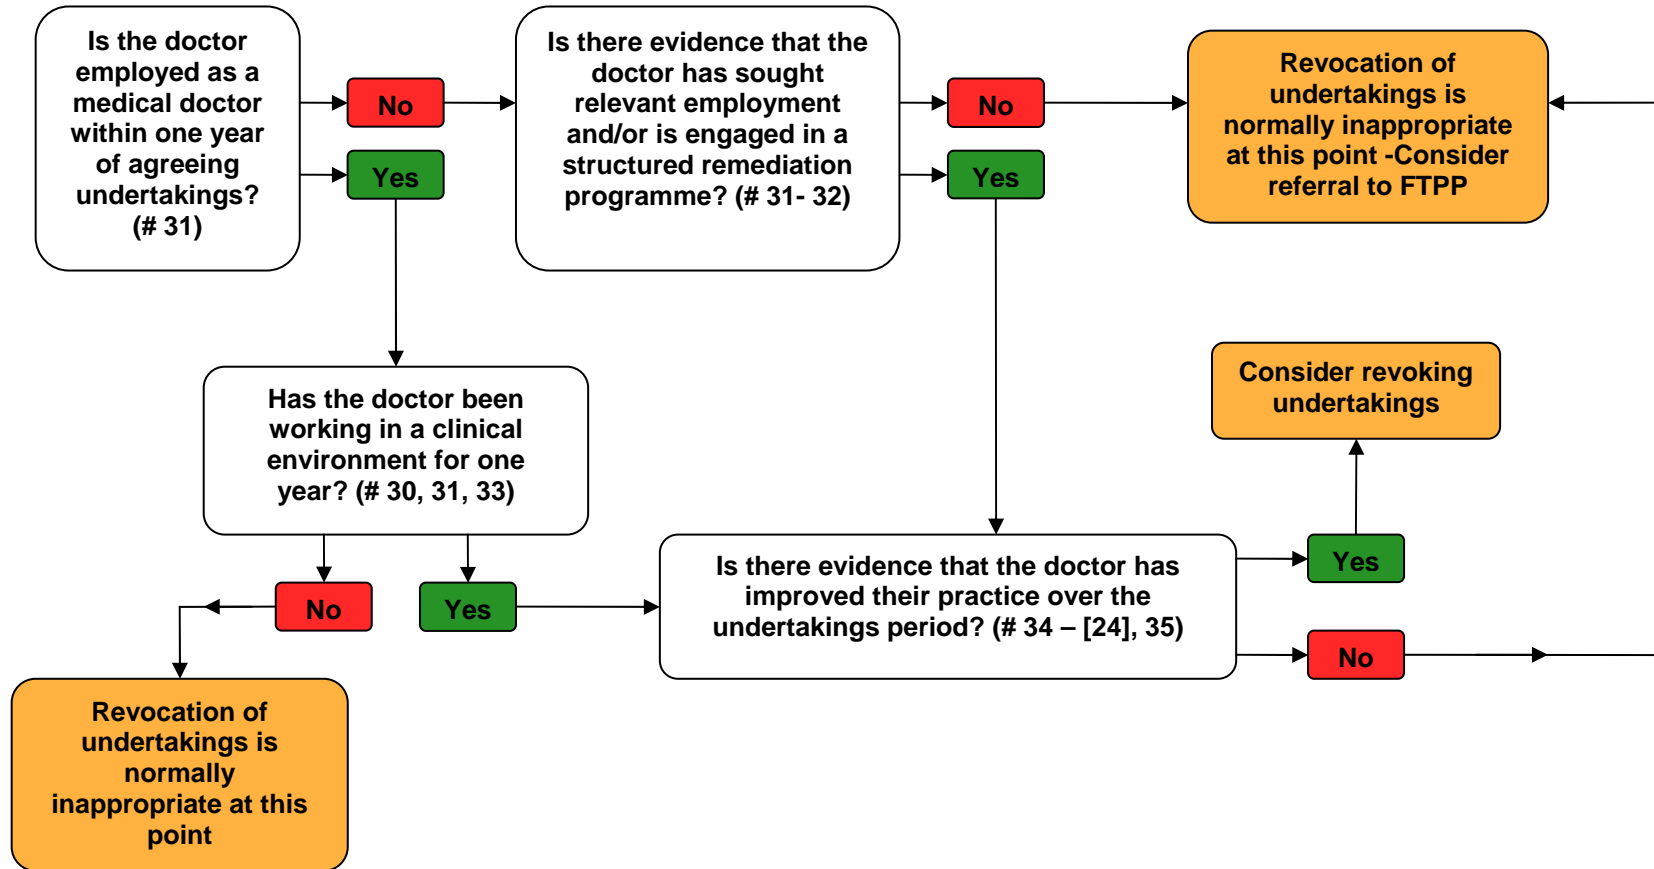 Is the doctor
employed as a
medical doctor
within one year
of agreeing
undertakings?
(# 31)
No
Yes
Is there evidence that the
doctor has sought
relevant employment
and/or is engaged in a
structured remediation
programme? (# 31- 32)
No
Yes
Revocation of
undertakings is
normally inappropriate
at this point -Consider
referral to FTPP
Has the doctor been
working in a clinical
environment for one
year? (# 30, 31, 33)
No
Yes
Consider revoking
undertakings
Is there evidence that the doctor has
improved their practice over the
undertakings period? (# 34 – [24], 35)
Yes
No
Revocation of
undertakings is
normally
inappropriate at this
point